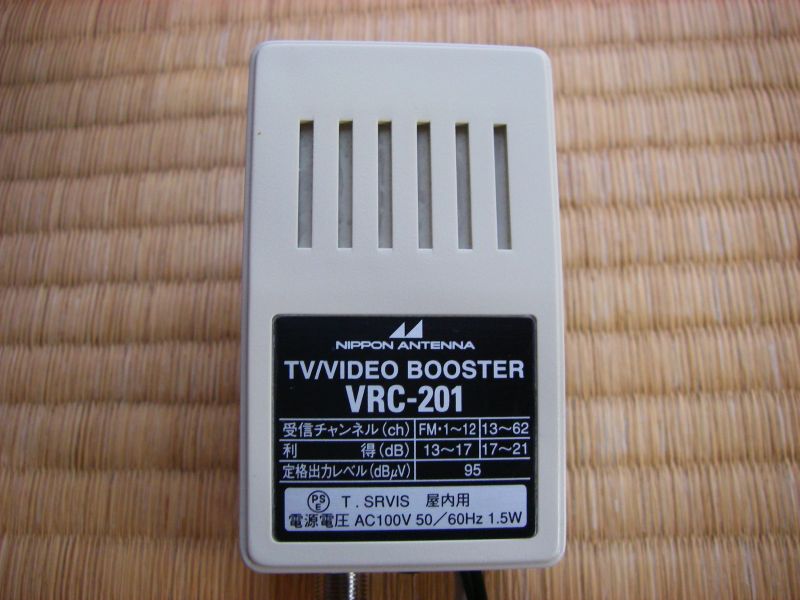 NIPPON ANTENNA
TV/VIDEO BOOSTER
VRC-201
受信チャンネル(ch) FM・1～12 13～62
利得(dB) 13～17 17～21
定格出力レベル(dBμV) 95
PSE T.SRVIS 屋内用
電源電圧 AC100V 50/60Hz 1.5W